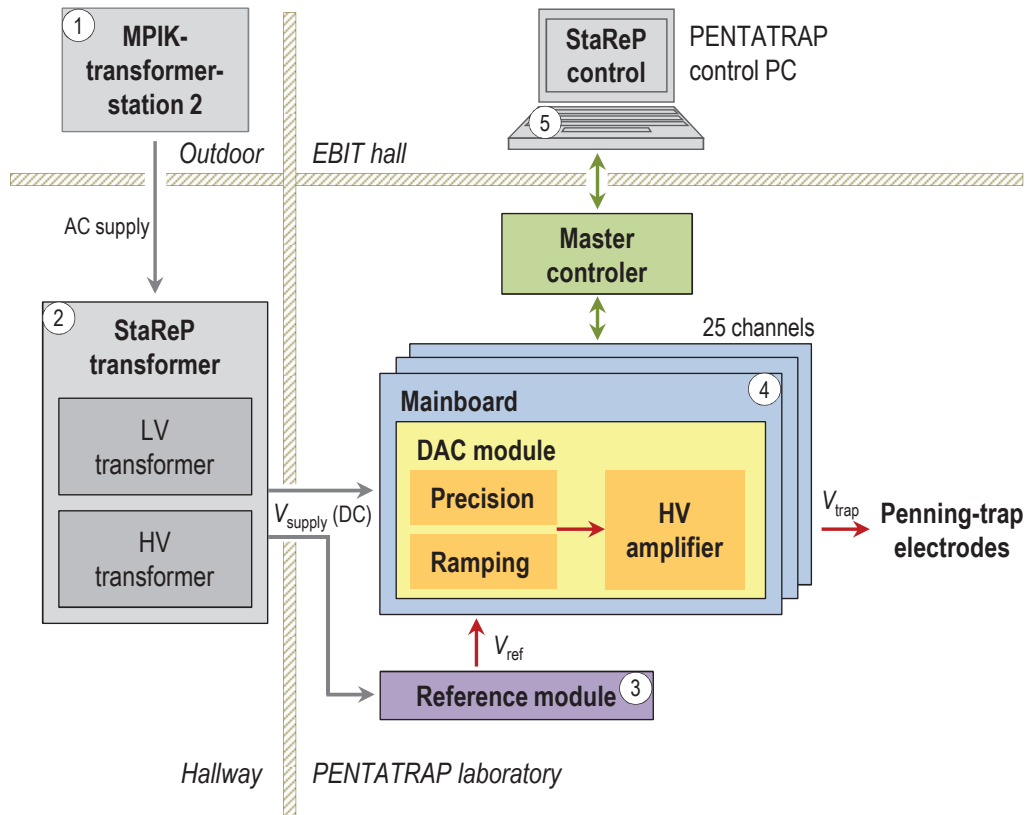 1
MPIK-
transformer-
station 2
StaReP
control
5
PENTATRAP
control PC
Outdoor
EBIT hall
AC supply
Master
controler
2
StaReP
transformer
LV
transformer
HV
transformer
25 channels
4
Mainboard
DAC module
Precision
Ramping
HV
amplifier
Vsupply (DC)
Vtrap
Penning-trap
electrodes
Vref
Reference module
3
Hallway
PENTATRAP laboratory